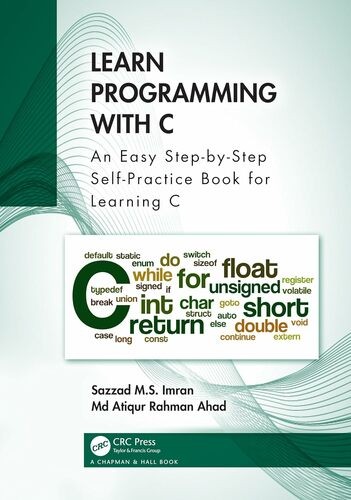 LEARN
PROGRAMMING
WITH C
An Easy Step-by-Step
Self-Practice Book for
Learning C
default static
enum do switch
sizeof
C
while for float
typedef signed if unsigned register
volatile
break union int char goto short
struct
case return auto else double void
long const continue extern
Sazzad M.S. Imran
Md Atiqur Rahman Ahad
CRC
CRC Press
Taylor & Francis Group
A CHAPMAN & HALL BOOK